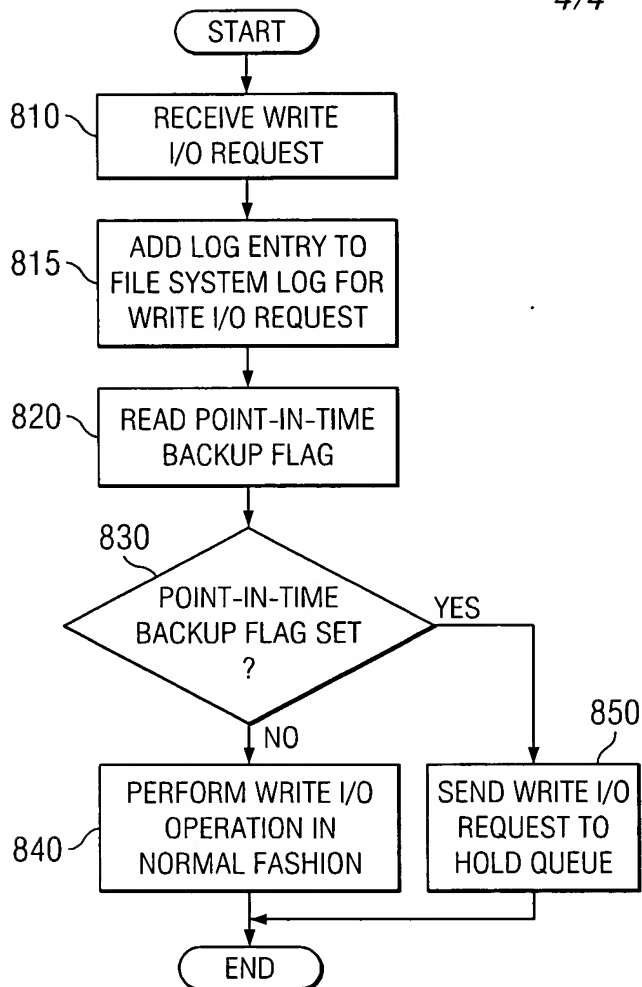 4/4
START
810
RECEIVE WRITE
I/O REQUEST
815
ADD LOG ENTRY TO
FILE SYSTEM LOG FOR
WRITE I/O REQUEST
820
READ POINT-IN-TIME
BACKUP FLAG
830
POINT-IN-TIME
BACKUP FLAG SET
?
YES
NO
840
PERFORM WRITE I/O
OPERATION IN
NORMAL FASHION
850
SEND WRITE I/O
REQUEST TO
HOLD QUEUE
END